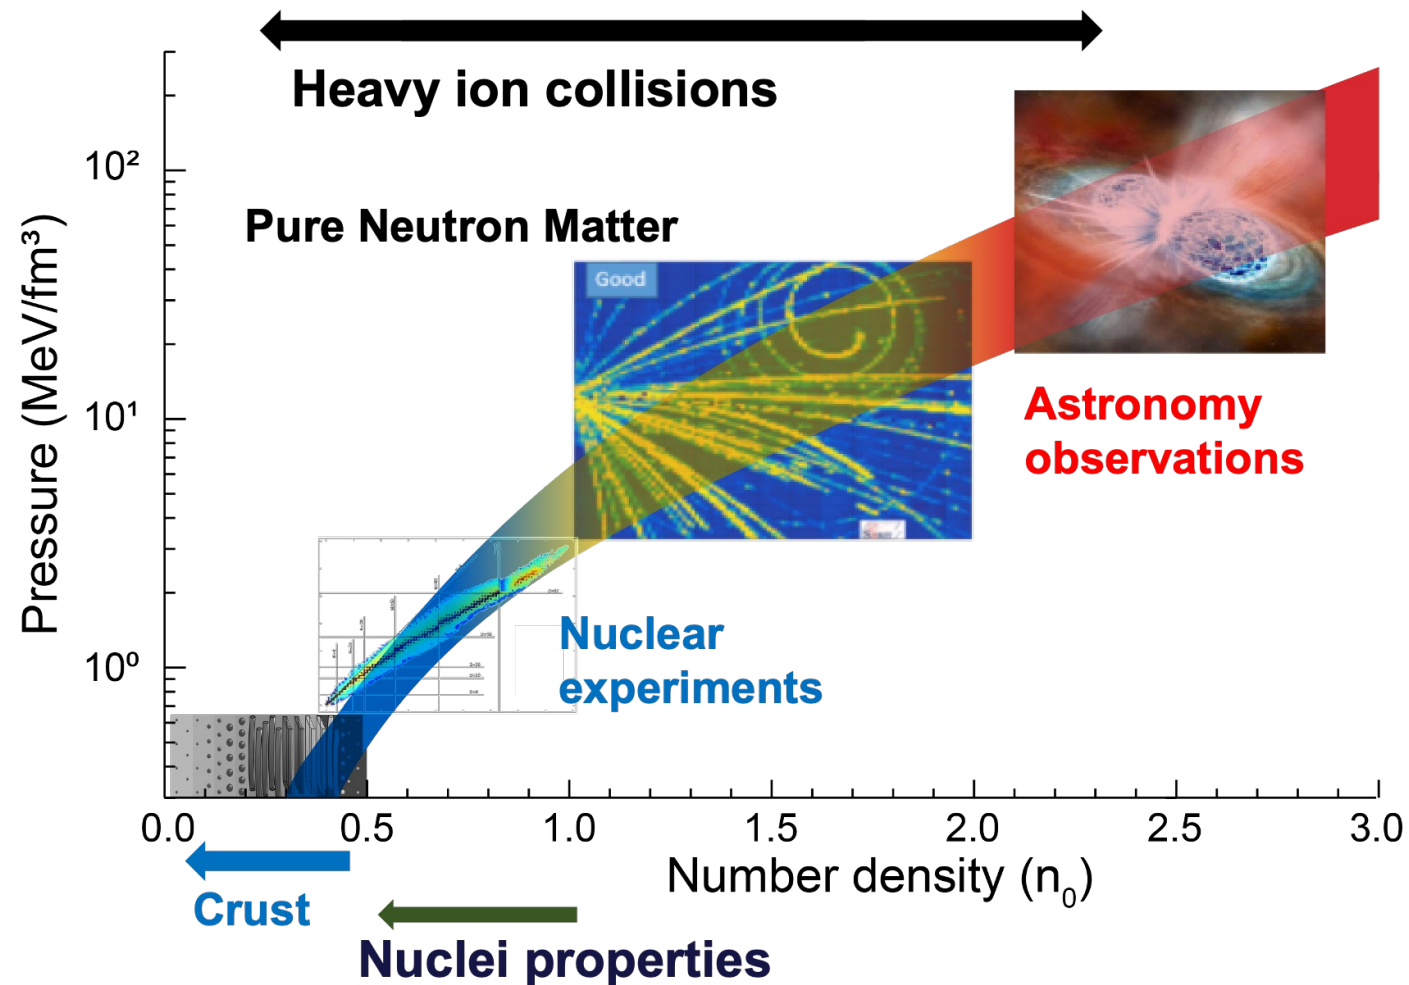 Heavy ion collisions
10²
Pure Neutron Matter
Good
Pressure (MeV/fm³)
Astronomy
observations
10¹
Nuclear
experiments
10⁰
0.0 0.5 1.0 1.5 2.0 2.5 3.0
Number density (n₀)
Crust
Nuclei properties